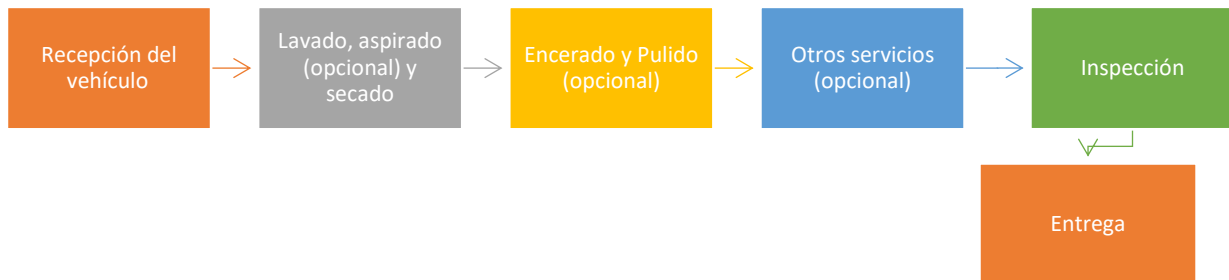 Recepción del
vehículo
Lavado, aspirado
(opcional) y
secado
Encerado y Pulido
(opcional)
Otros servicios
(opcional)
Inspección
Entrega